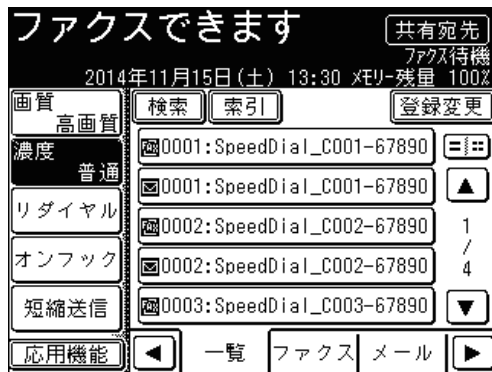 ファクスできます
共有宛先
ファクス待機
2014年11月15日(土) 13:30 メモリー残量 100%
画質
高画質
検索 索引 登録変更
濃度
普通
0001:SpeedDial_C001-67890
0001:SpeedDial_C001-67890
リダイヤル
0002:SpeedDial_C002-67890
1/4
オンフック
0002:SpeedDial_C002-67890
短縮送信
0003:SpeedDial_C003-67890
応用機能 一覧 ファクス メール